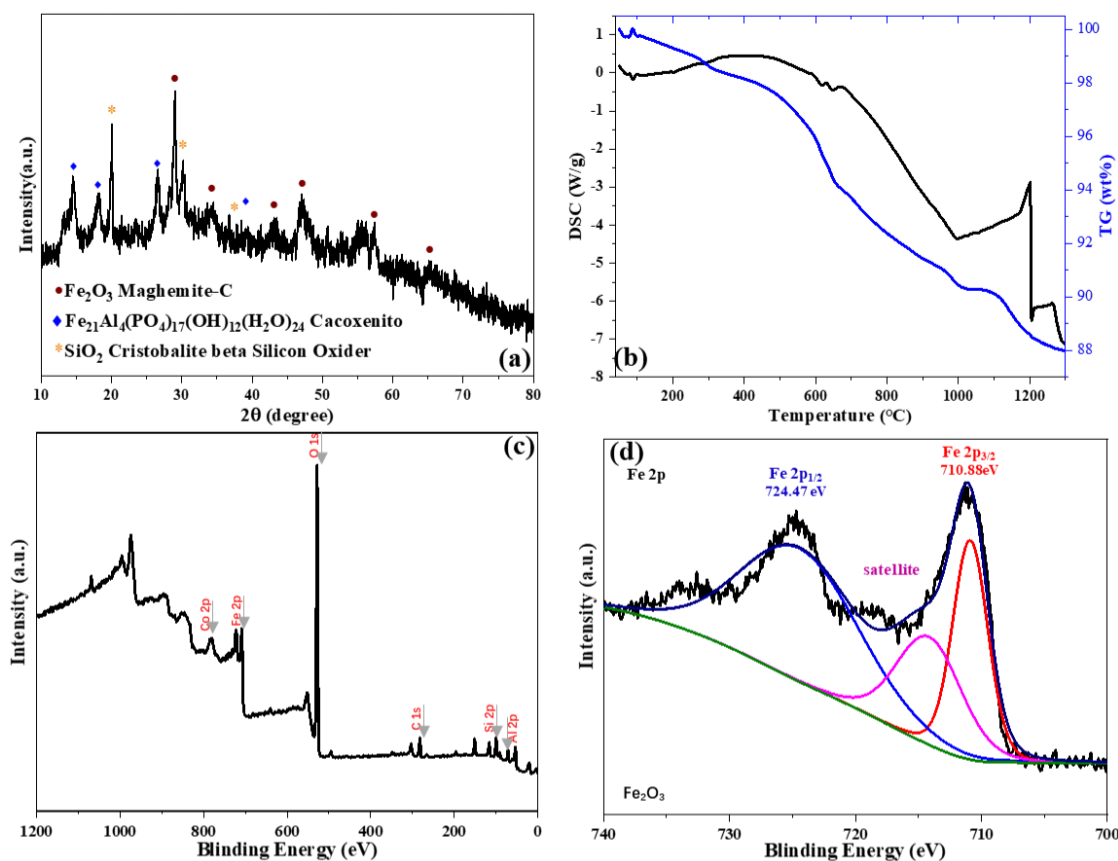 Intensity(a.u.)
● Fe₂O₃ Maghemite-C
♦ Fe₂₁Al₄(PO₄)₁₇(OH)₁₂(H₂O)₂₄ Cacoxenito
* SiO₂ Cristobalite beta Silicon Oxider
(a)
10 20 30 40 50 60 70 80
2θ (degree)
1
0
-1
-2
-3
-4
-5
-6
-7
-8
DSC (W/g)
100
98
96
94
92
90
88
TG (wt%)
(b)
0 200 400 600 800 1000 1200
Temperature (°C)
Intensity (a.u.)
(c)
O 1s
Co 2p
Fe 2p
C 1s
Si 2p
Al 2p
1200 1000 800 600 400 200 0
Blinding Energy (eV)
Intensity (a.u.)
(d)
Fe 2p
Fe 2p₁/₂
724.47 eV
Fe 2p₃/₂
710.88eV
satellite
Fe₂O₃
740 730 720 710 700
Blinding Energy (eV)